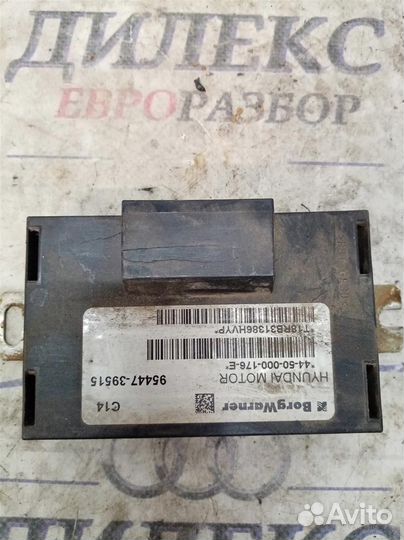 ДИЛЕКС
ЕВРОРАЗБОР
BorgWarner
C14
HYUNDAI MOTOR
95447-39515
*44-50-000-176-E*
*T18RB31386HVYP*
ДИЛЕКС
Avito